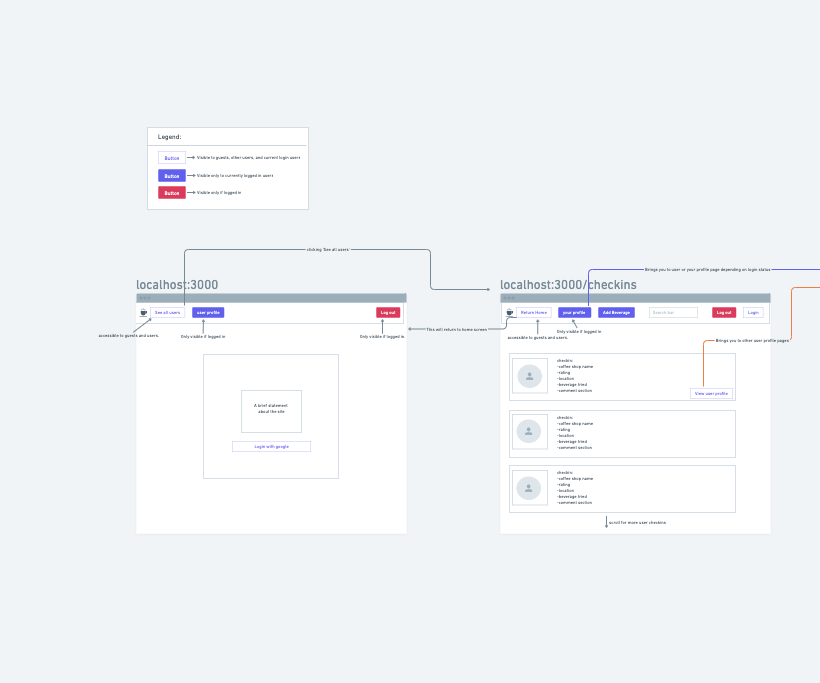 Legend:
Button
Visible to guests, other users, and current login users
Button
Visible only to currently logged in users
Button
Visible only if logged in
clicking 'See all users'
Brings you to user or your profile page depending on login status
localhost:3000
See all users
user profile
Log out
accessible to guests and users.
Only visible if logged in
Only visible if logged in
A brief statement
about the site
Login with google
This will return to home screen
localhost:3000/checkins
Return Home
your profile
Add Beverage
Search bar
Log out
Login
accessible to guests and users.
Only visible if logged in
Brings you to other user profile pages
checkin:
-coffee shop name
-rating
-location
-beverage tried
-comment section
View user profile
checkin:
-coffee shop name
-rating
-location
-beverage tried
-comment section
checkin:
-coffee shop name
-rating
-location
-beverage tried
-comment section
scroll for more user checkins